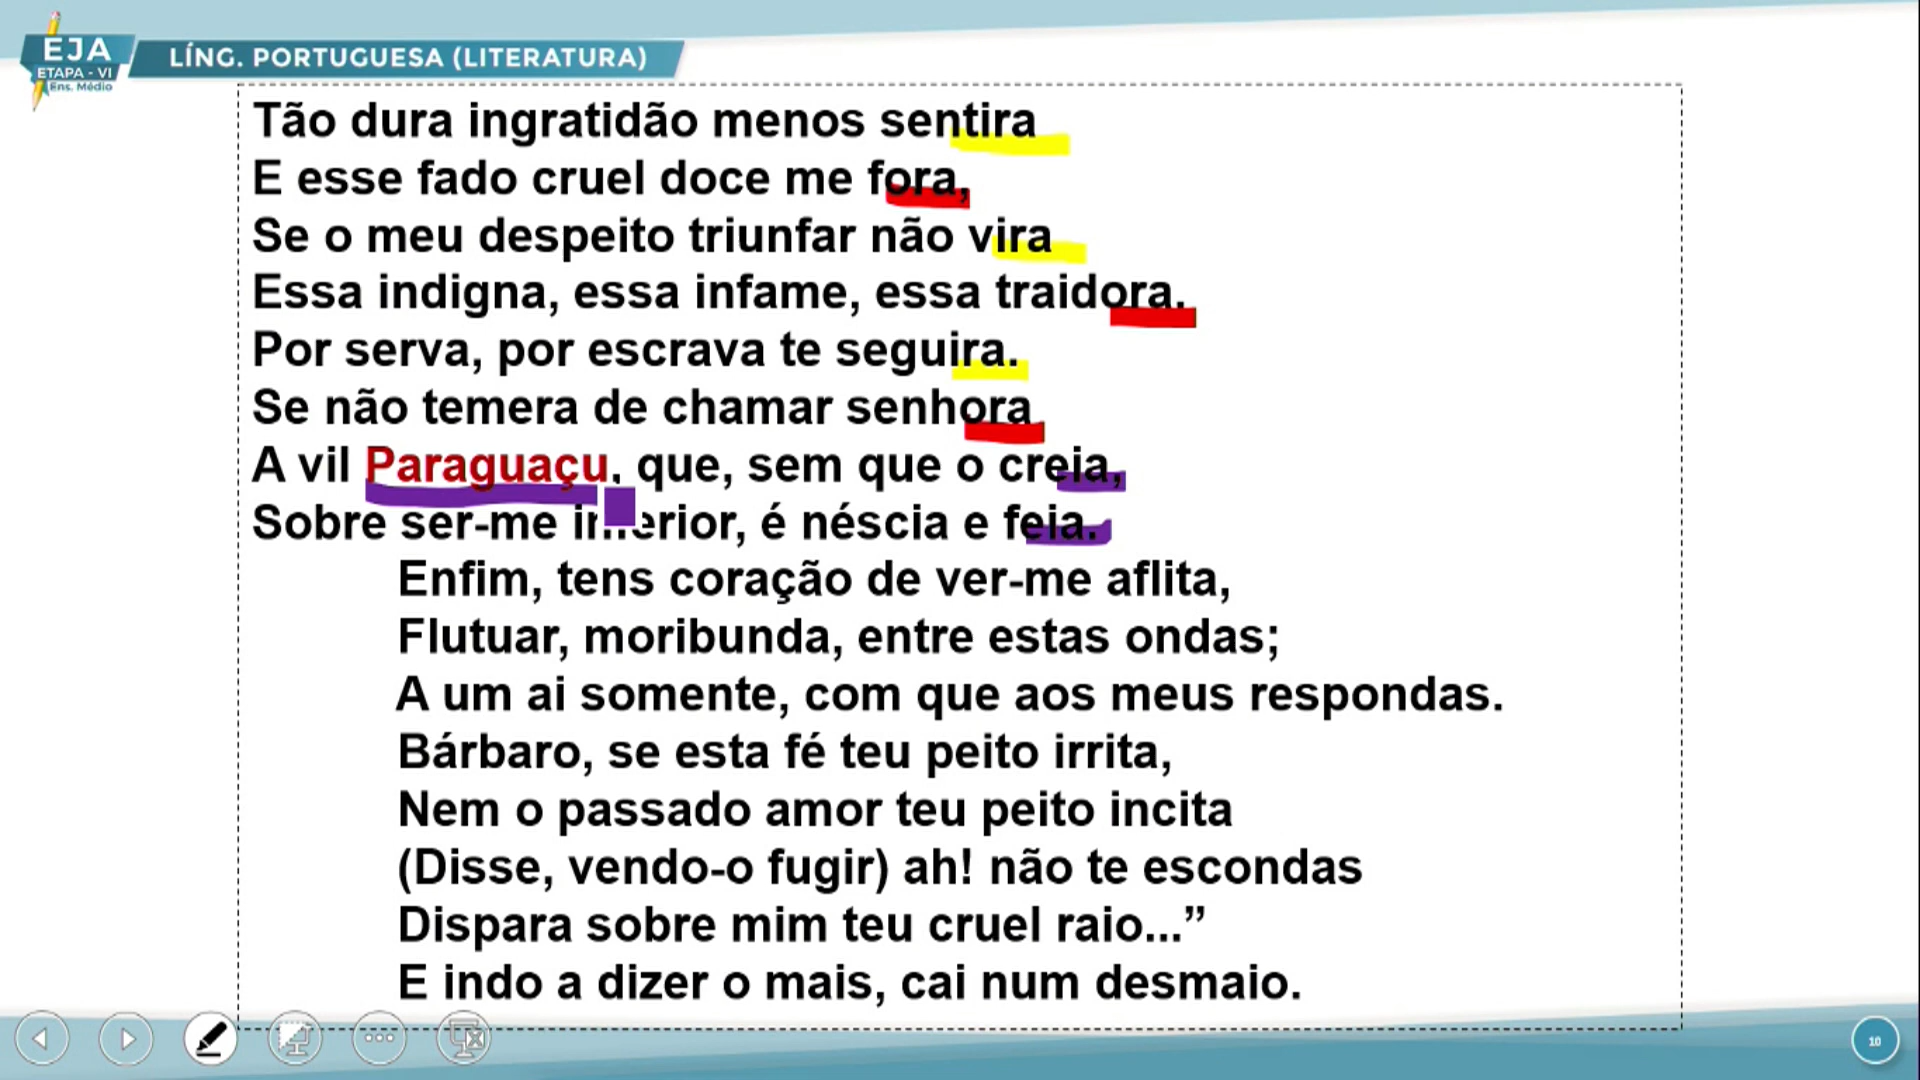 EJA
ETAPA - VI
Ens. Médio
LÍNG. PORTUGUESA (LITERATURA)
Tão dura ingratidão menos sentira
E esse fado cruel doce me fora,
Se o meu despeito triunfar não vira
Essa indigna, essa infame, essa traidora.
Por serva, por escrava te seguira.
Se não temera de chamar senhora
A vil Paraguaçu, que, sem que o creia,
Sobre ser-me é néscia e feia.
Enfim, tens coração de ver-me aflita,
Flutuar, moribunda, entre estas ondas;
A um ai somente, com que aos meus respondas.
Bárbaro, se esta fé teu peito irrita,
Nem o passado amor teu peito incita
(Disse, vendo-o fugir) ah! não te escondas
Dispara sobre mim teu cruel raio...”
E indo a dizer o mais, cai num desmaio.
10